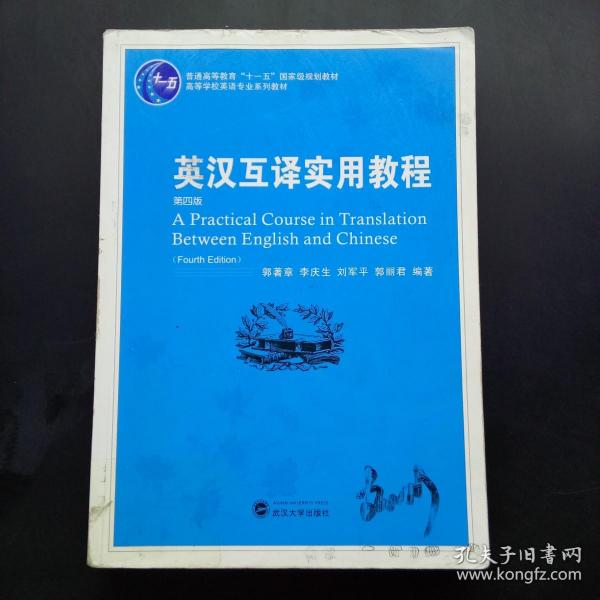 十一五
普通高等教育“十一五”国家级规划教材
高等学校英语专业系列教材
英汉互译实用教程
第四版
A Practical Course in Translation
Between English and Chinese
(Fourth Edition)
郭著章 李庆生 刘军平 郭丽君 编著
WUHAN UNIVERSITY PRESS
武汉大学出版社
孔夫子旧书网
www.kongfz.com